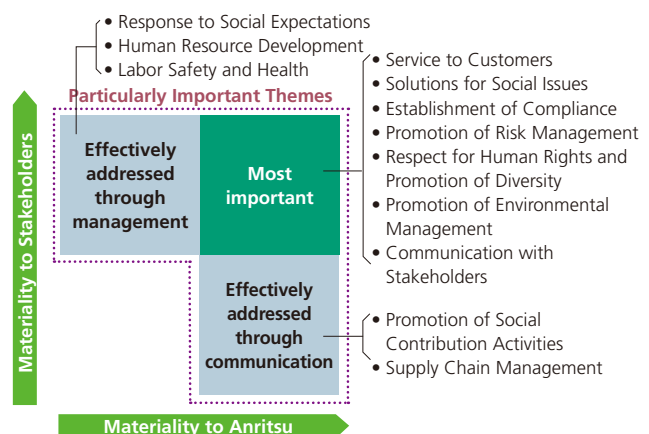 • Response to Social Expectations
• Human Resource Development
• Labor Safety and Health
Particularly Important Themes
Materiality to Stakeholders
Effectively
addressed
through
management
Most
important
• Service to Customers
• Solutions for Social Issues
• Establishment of Compliance
• Promotion of Risk Management
• Respect for Human Rights and
Promotion of Diversity
• Promotion of Environmental
Management
• Communication with
Stakeholders
Effectively
addressed
through
communication
• Promotion of Social
Contribution Activities
• Supply Chain Management
Materiality to Anritsu